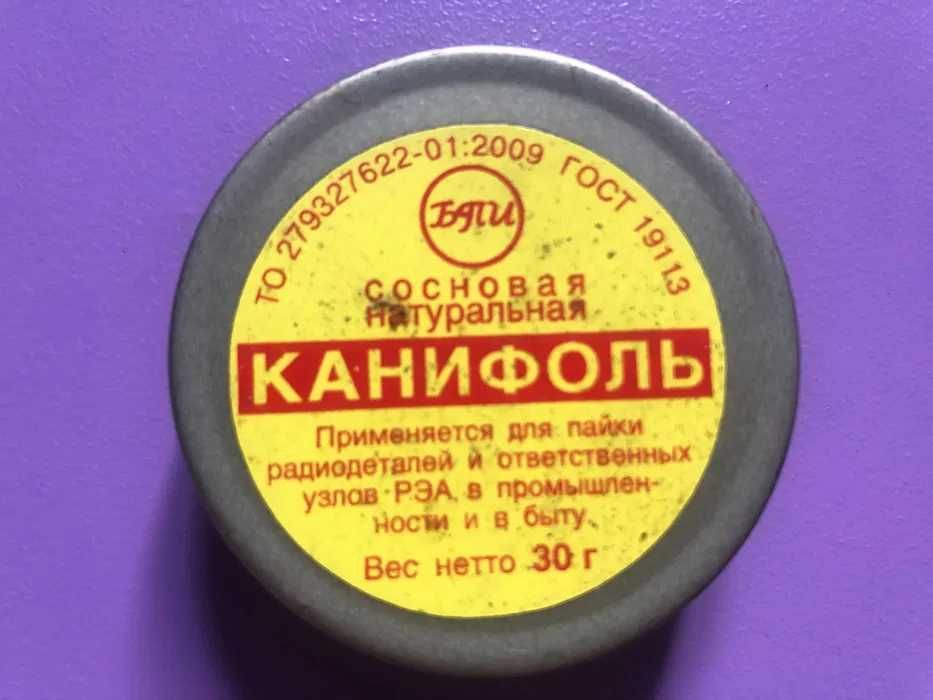 ТО 279327622-01:2009 ГОСТ 19113
БАПИ
сосновая
натуральная
КАНИФОЛЬ
Применяется для пайки
радиодеталей и ответственных
узлов РЭА в промышлен-
ности и в быту.
Вес нетто 30 г